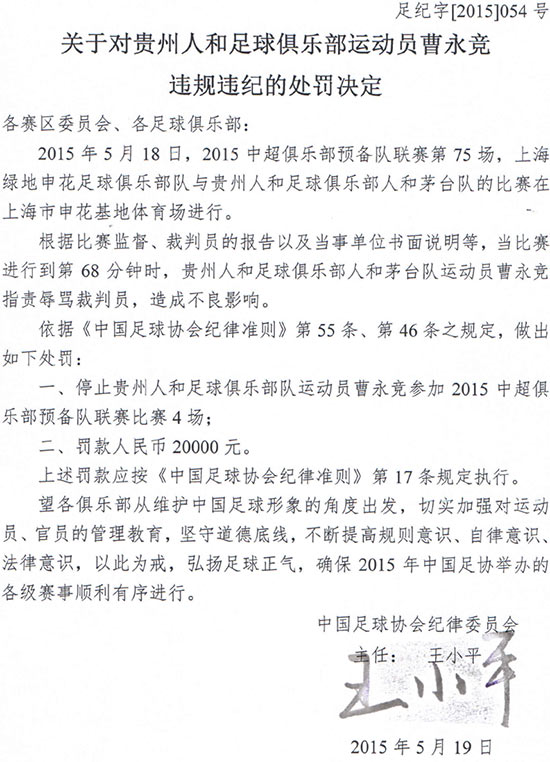 足纪字[2015]054 号
关于对贵州人和足球俱乐部运动员曹永竞
违规违纪的处罚决定
各赛区委员会、各足球俱乐部：
2015 年 5 月 18 日，2015 中超俱乐部预备队联赛第 75 场，上海
绿地申花足球俱乐部队与贵州人和足球俱乐部人和茅台队的比赛在
上海市申花基地体育场进行。
根据比赛监督、裁判员的报告以及当事单位书面说明等，当比赛
进行到第 68 分钟时，贵州人和足球俱乐部人和茅台队运动员曹永竞
指责辱骂裁判员，造成不良影响。
依据《中国足球协会纪律准则》第 55 条、第 46 条之规定，做出
如下处罚：
一、停止贵州人和足球俱乐部队运动员曹永竞参加 2015 中超俱
乐部预备队联赛比赛 4 场；
二、罚款人民币 20000 元。
上述罚款应按《中国足球协会纪律准则》第 17 条规定执行。
望各俱乐部从维护中国足球形象的角度出发，切实加强对运动
员、官员的管理教育，坚守道德底线，不断提高规则意识、自律意识、
法律意识，以此为戒，弘扬足球正气，确保 2015 年中国足协举办的
各级赛事顺利有序进行。
中国足球协会纪律委员会
主任： 王小平
王小平
2015 年 5 月 19 日